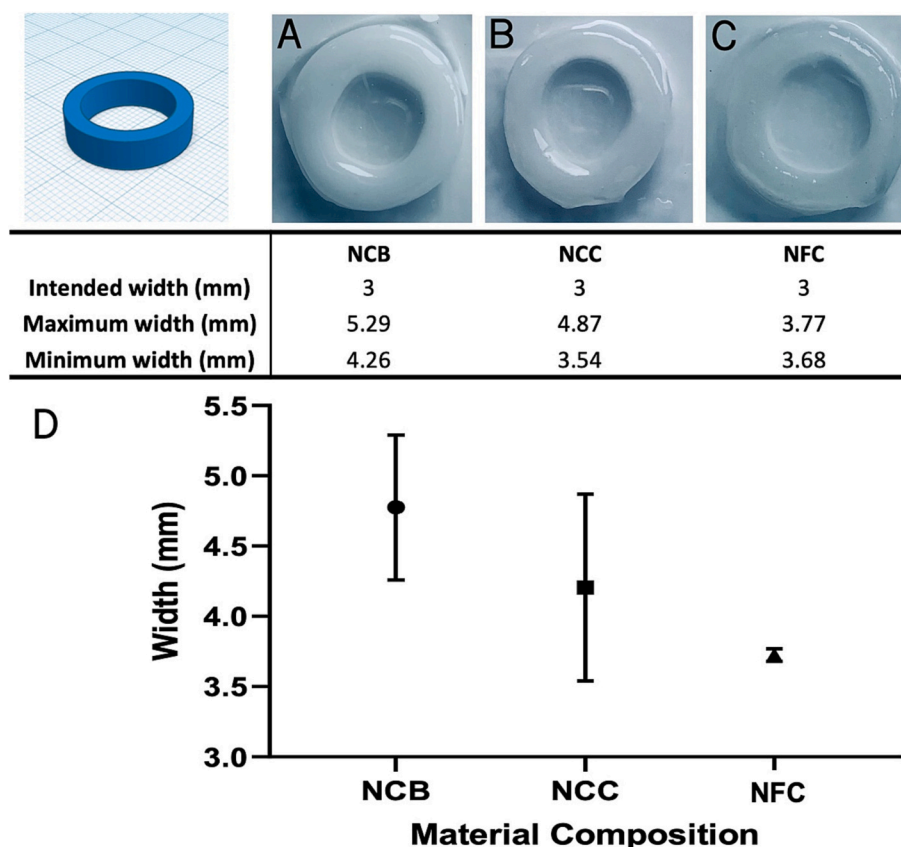 A
B
C
NCB NCC NFC
Intended width (mm) 3 3 3
Maximum width (mm) 5.29 4.87 3.77
Minimum width (mm) 4.26 3.54 3.68
D
5.5
5.0
4.5
4.0
3.5
3.0
Width (mm)
NCB NCC NFC
Material Composition